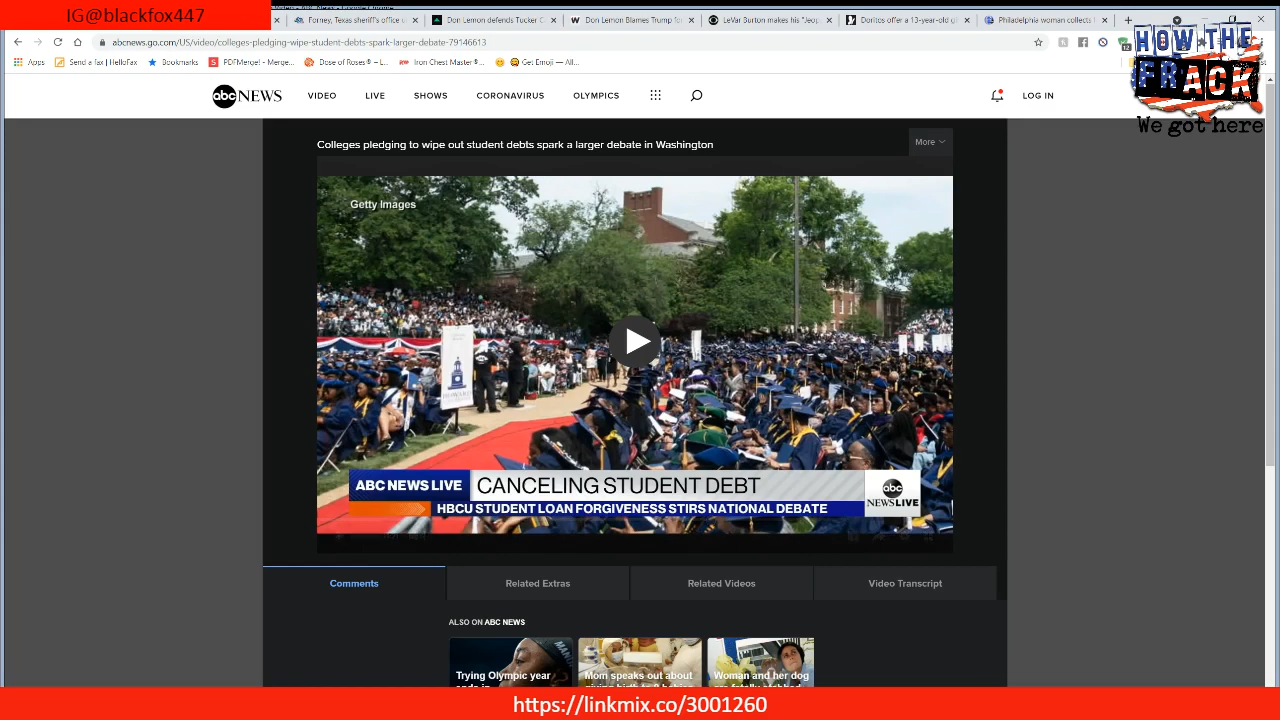 IG@blackfox447
Forney, Texas sheriff's office u
Don Lemon defends Tucker C
Don Lemon Blames Trump for
LeVar Burton makes his "Jeop
Doritos offer a 13-year-old gi
Philadelphia woman collects
abcnews.go.com/US/video/colleges-pledging-wipe-student-debts-spark-larger-debate-79146613
Apps
Send a fax | HelloFax
Bookmarks
PDFMerge! - Merge...
Dose of Roses® – L...
Iron Chest Master®...
Get Emoji — All...
HOW THE
FRACK
We got here
abc NEWS
VIDEO
LIVE
SHOWS
CORONAVIRUS
OLYMPICS
LOG IN
Colleges pledging to wipe out student debts spark a larger debate in Washington
More
Getty Images
HOWARD
ABC NEWS LIVE
CANCELING STUDENT DEBT
HBCU STUDENT LOAN FORGIVENESS STIRS NATIONAL DEBATE
abc
NEWS LIVE
Comments
Related Extras
Related Videos
Video Transcript
ALSO ON ABC NEWS
Trying Olympic year
Mom speaks out about
Woman and her dog
https://linkmix.co/3001260